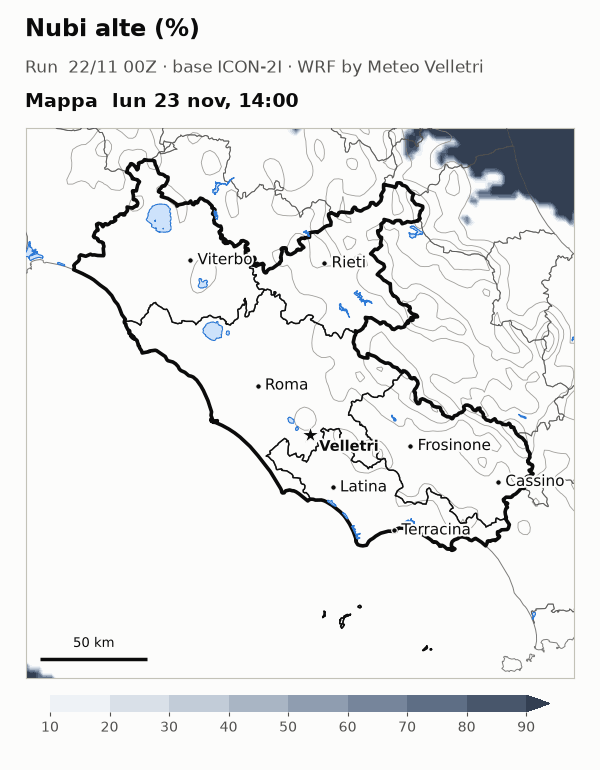 Nubi alte (%)
Run  22/11 00Z · base ICON-2I · WRF by Meteo Velletri
Mappa  lun 23 nov, 14:00
Viterbo
Rieti
Roma
Velletri
Frosinone
Latina
Cassino
Terracina
50 km
10 20 30 40 50 60 70 80 90